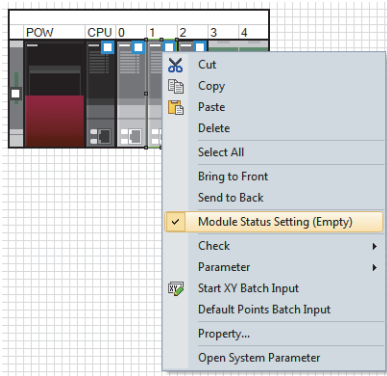 POW CPU 0 1 2 3 4
Cut
Copy
Paste
Delete
Select All
Bring to Front
Send to Back
Module Status Setting (Empty)
Check
Parameter
Start XY Batch Input
Default Points Batch Input
Property...
Open System Parameter